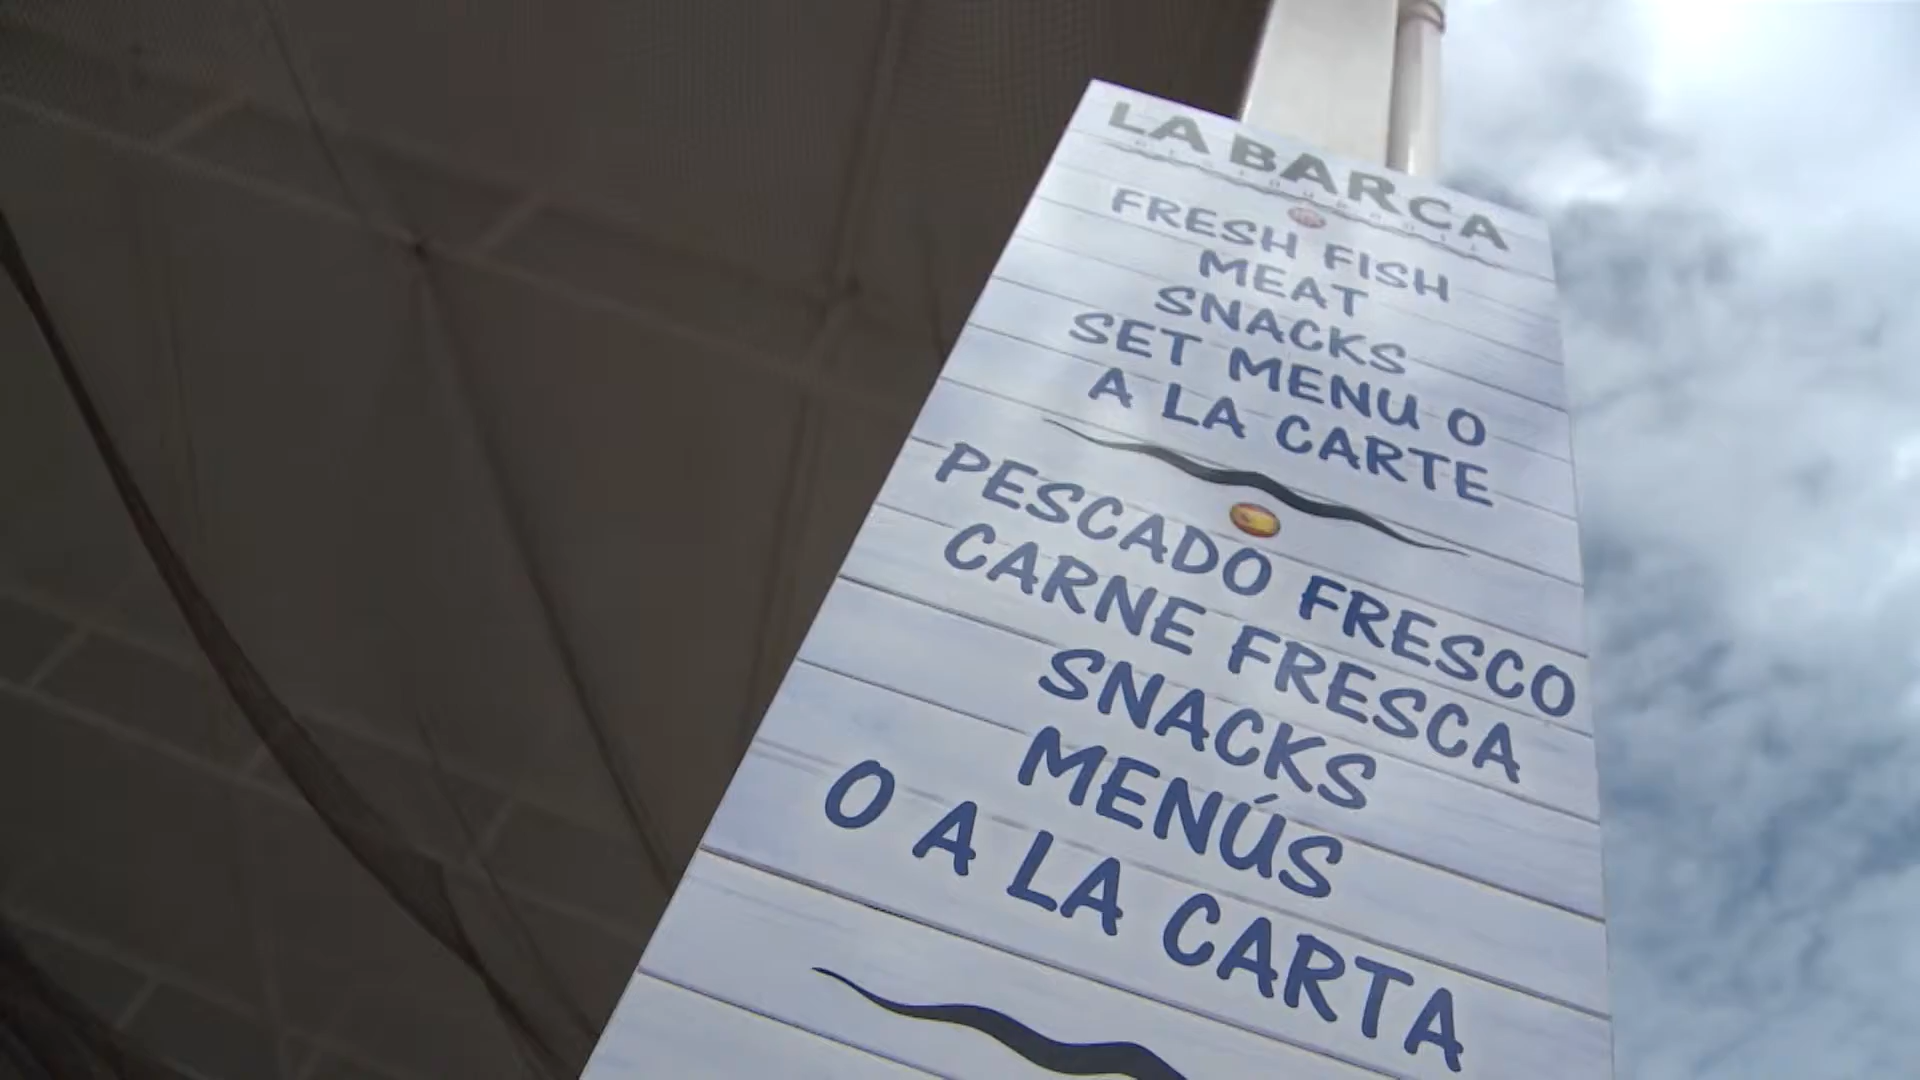 LA BARCA
FRESH FISH
MEAT
SNACKS
SET MENU O
A LA CARTE
PESCADO FRESCO
CARNE FRESCA
SNACKS
MENÚS
O A LA CARTA